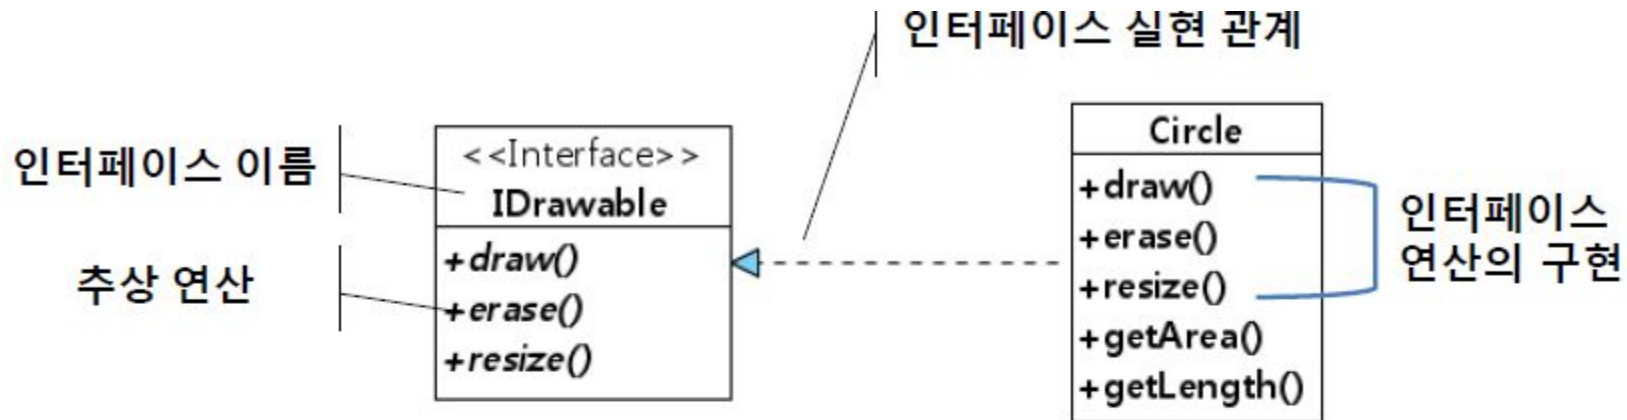 인터페이스 실현 관계
인터페이스 이름
<<Interface>>
IDrawable
+draw()
+erase()
+resize()
추상 연산
Circle
+draw()
+erase()
+resize()
+getArea()
+getLength()
인터페이스
연산의 구현